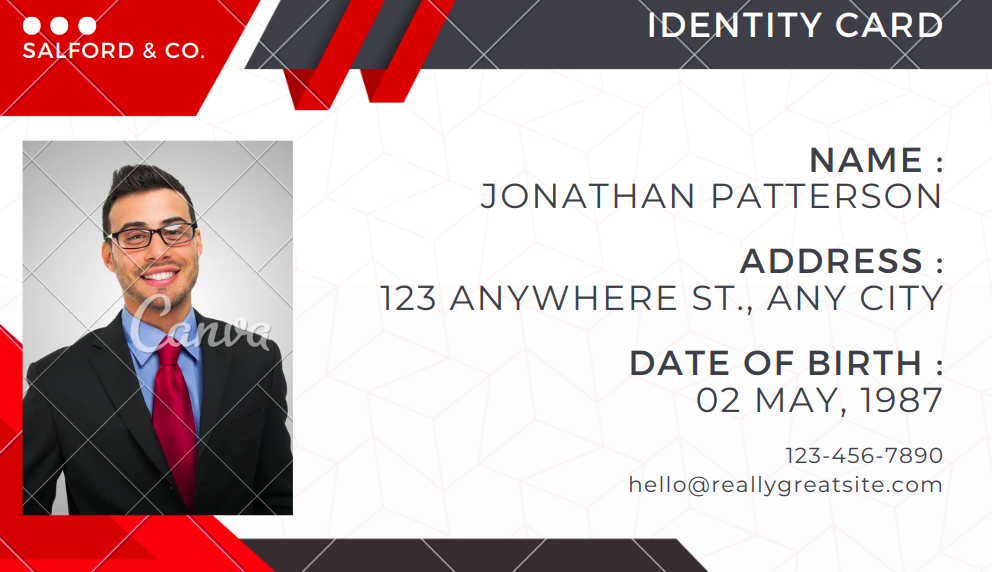 SALFORD & CO.
IDENTITY CARD
NAME :
JONATHAN PATTERSON
ADDRESS :
123 ANYWHERE ST., ANY CITY
DATE OF BIRTH :
02 MAY, 1987
123-456-7890
hello@reallygreatsite.com
Canva